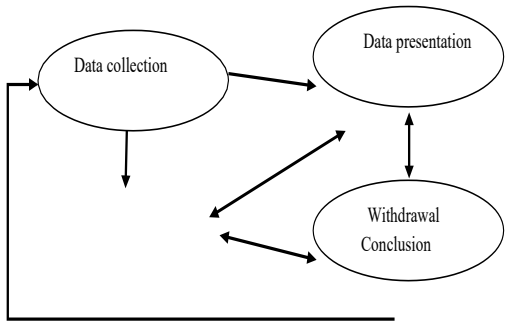 Data collection
Data presentation
Withdrawal
Conclusion